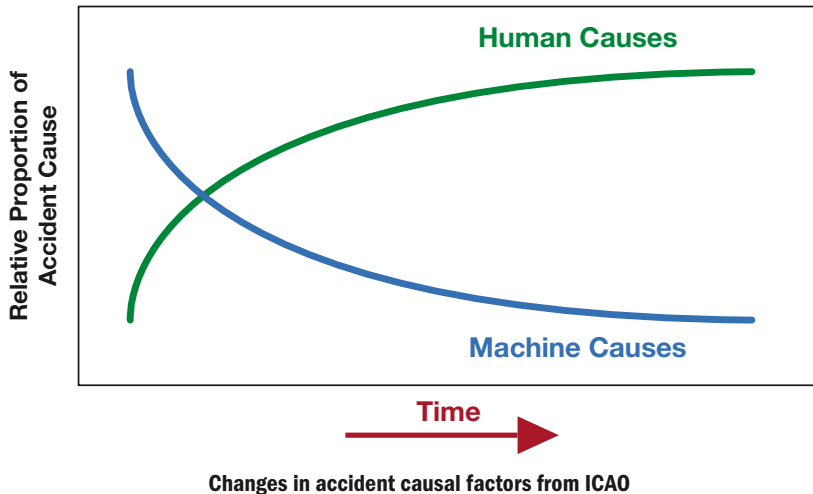 Human Causes
Relative Proportion of
Accident Cause
Machine Causes
Time
Changes in accident causal factors from ICAO